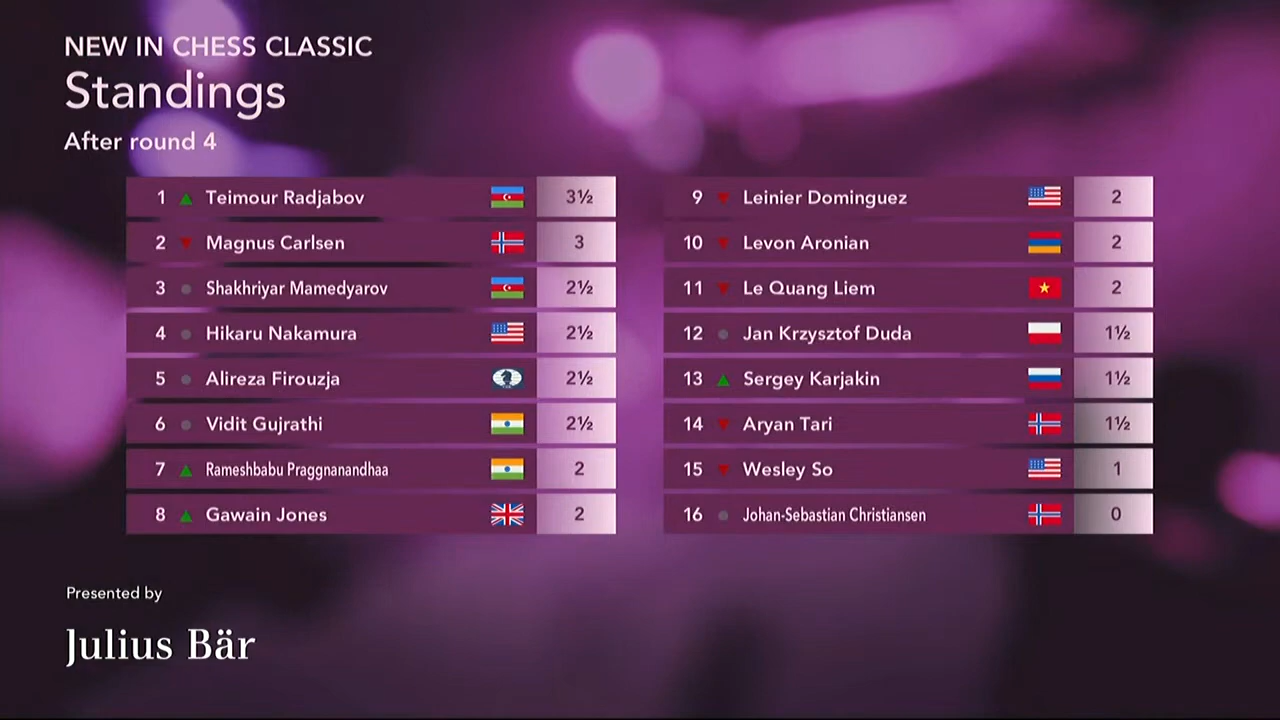 NEW IN CHESS CLASSIC
Standings
After round 4
1 Teimour Radjabov 3½
2 Magnus Carlsen 3
3 Shakhriyar Mamedyarov 2½
4 Hikaru Nakamura 2½
5 Alireza Firouzja 2½
6 Vidit Gujrathi 2½
7 Rameshbabu Praggnanandhaa 2
8 Gawain Jones 2
9 Leinier Dominguez 2
10 Levon Aronian 2
11 Le Quang Liem 2
12 Jan Krzysztof Duda 1½
13 Sergey Karjakin 1½
14 Aryan Tari 1½
15 Wesley So 1
16 Johan-Sebastian Christiansen 0
Presented by
Julius Bär